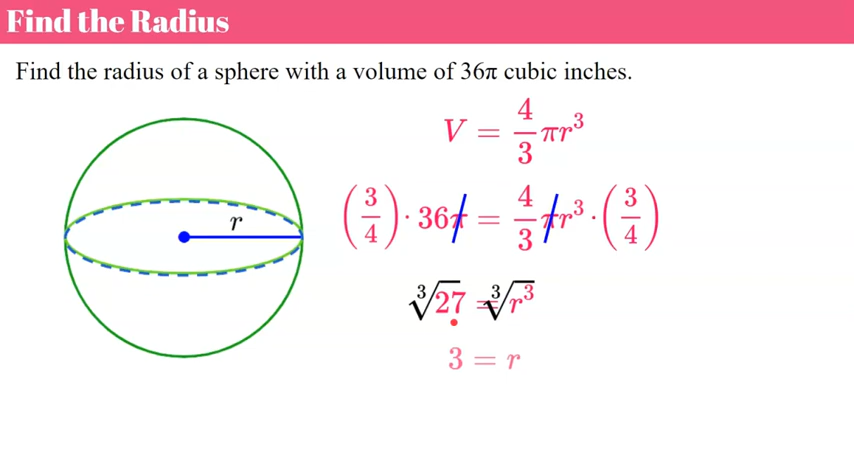 Find the Radius
Find the radius of a sphere with a volume of 36π cubic inches.
V = 4/3 πr³
r
(3/4) · 36π = 4/3 πr³ · (3/4)
∛27 = ∛r³
3 = r